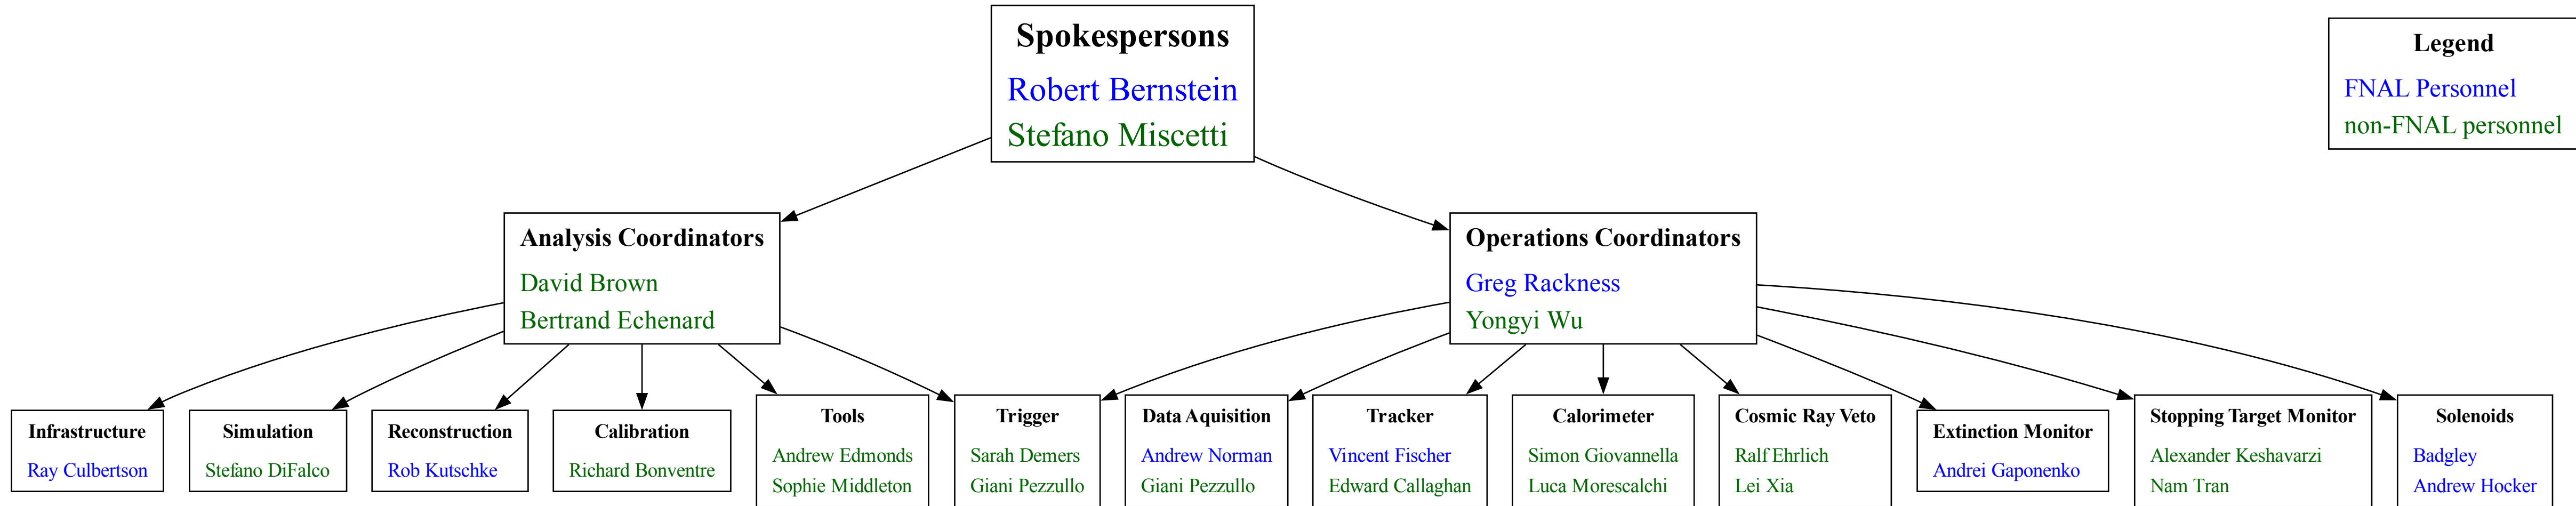 Spokespersons
Robert Bernstein
Stefano Miscetti
Legend
FNAL Personnel
non-FNAL personnel
Analysis Coordinators
David Brown
Bertrand Echenard
Operations Coordinators
Greg Rackness
Yongyi Wu
Infrastructure
Ray Culbertson
Simulation
Stefano DiFalco
Reconstruction
Rob Kutschke
Calibration
Richard Bonventre
Tools
Andrew Edmonds
Sophie Middleton
Trigger
Sarah Demers
Giani Pezzullo
Data Aquisition
Andrew Norman
Giani Pezzullo
Tracker
Vincent Fischer
Edward Callaghan
Calorimeter
Simon Giovannella
Luca Morescalchi
Cosmic Ray Veto
Ralf Ehrlich
Lei Xia
Extinction Monitor
Andrei Gaponenko
Stopping Target Monitor
Alexander Keshavarzi
Nam Tran
Solenoids
Badgley
Andrew Hocker